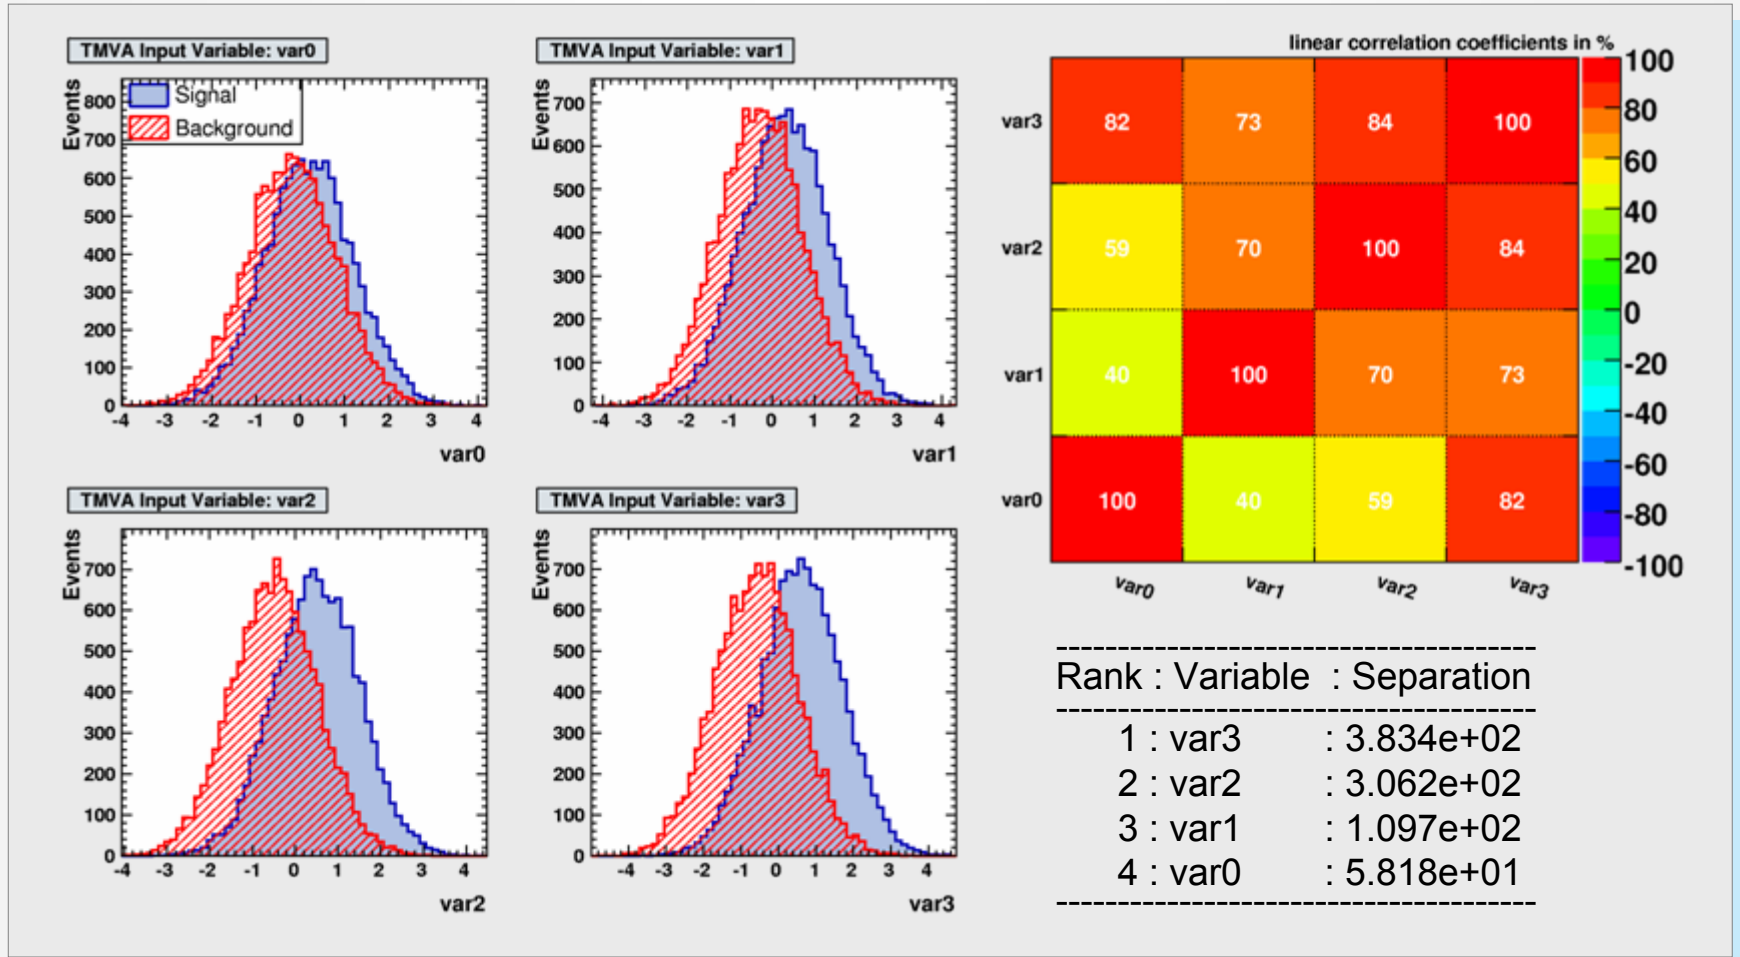 TMVA Input Variable: var0
Events
Signal
Background
800
700
600
500
400
300
200
100
0
-4 -3 -2 -1 0 1 2 3 4
var0
TMVA Input Variable: var1
Events
700
600
500
400
300
200
100
0
-4 -3 -2 -1 0 1 2 3 4
var1
TMVA Input Variable: var2
Events
700
600
500
400
300
200
100
0
-4 -3 -2 -1 0 1 2 3 4
var2
TMVA Input Variable: var3
Events
700
600
500
400
300
200
100
0
-4 -3 -2 -1 0 1 2 3 4
var3
linear correlation coefficients in %
var3 82 73 84 100
var2 59 70 100 84
var1 40 100 70 73
var0 100 40 59 82
var0 var1 var2 var3
100
80
60
40
20
0
-20
-40
-60
-80
-100
---------------------------------------
Rank : Variable : Separation
---------------------------------------
1 : var3 : 3.834e+02
2 : var2 : 3.062e+02
3 : var1 : 1.097e+02
4 : var0 : 5.818e+01
---------------------------------------